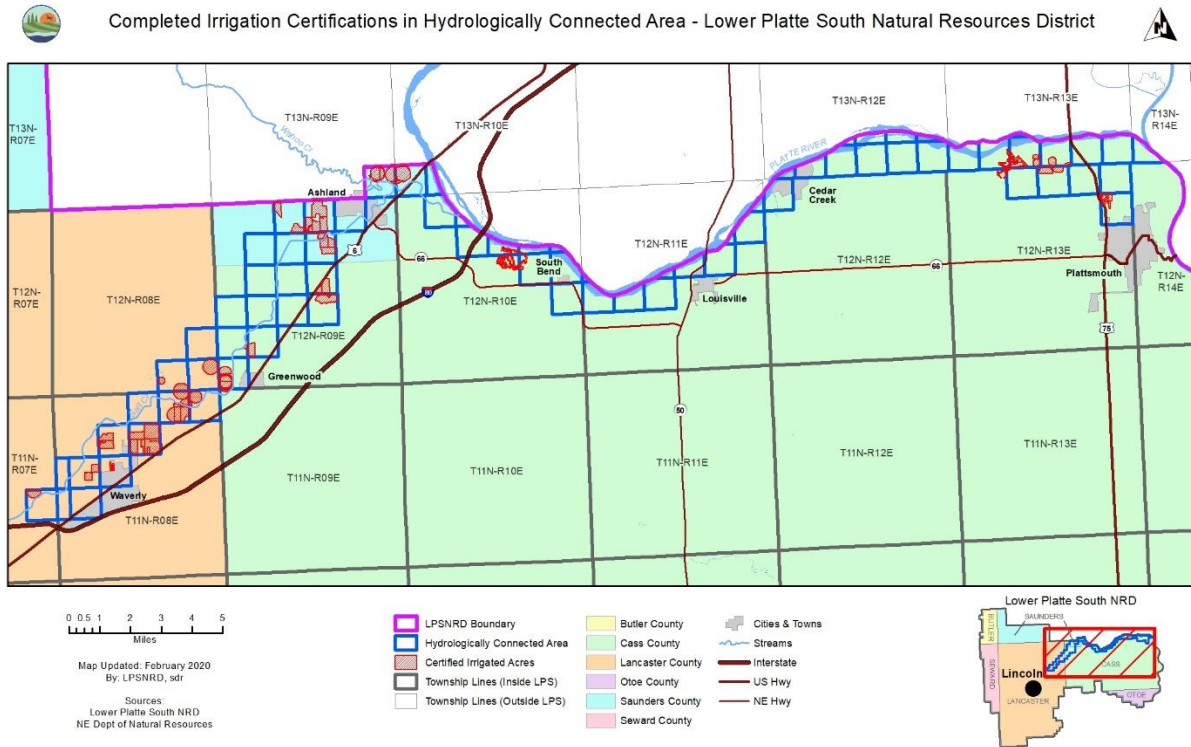 Completed Irrigation Certifications in Hydrologically Connected Area - Lower Platte South Natural Resources District
N
T13N-
R07E
T13N-R09E
T13N-R10E
T13N-R12E
T13N-R13E
T13N-
R14E
Wahoo Cr
PLATTE RIVER
Ashland
Cedar
Creek
6
66
T12N-R11E
South
Bend
T12N-R12E
66
T12N-R13E
Plattsmouth
T12N-
R14E
T12N-
R07E
T12N-R08E
80
T12N-R10E
Louisville
T12N-R09E
75
Greenwood
50
T11N-
R07E
T11N-R09E
T11N-R10E
T11N-R11E
T11N-R12E
T11N-R13E
Waverly
T11N-R08E
0 0.5 1 2 3 4 5
Miles
Map Updated: February 2020
By: LPSNRD, sdr
Sources:
Lower Platte South NRD
NE Dept of Natural Resources
LPSNRD Boundary
Hydrologically Connected Area
Certified Irrigated Acres
Township Lines (Inside LPS)
Township Lines (Outside LPS)
Butler County
Cass County
Lancaster County
Otoe County
Saunders County
Seward County
Cities & Towns
Streams
Interstate
US Hwy
NE Hwy
Lower Platte South NRD
SAUNDERS
BUTLER
SEWARD
CASS
Lincoln
LANCASTER
OTOE